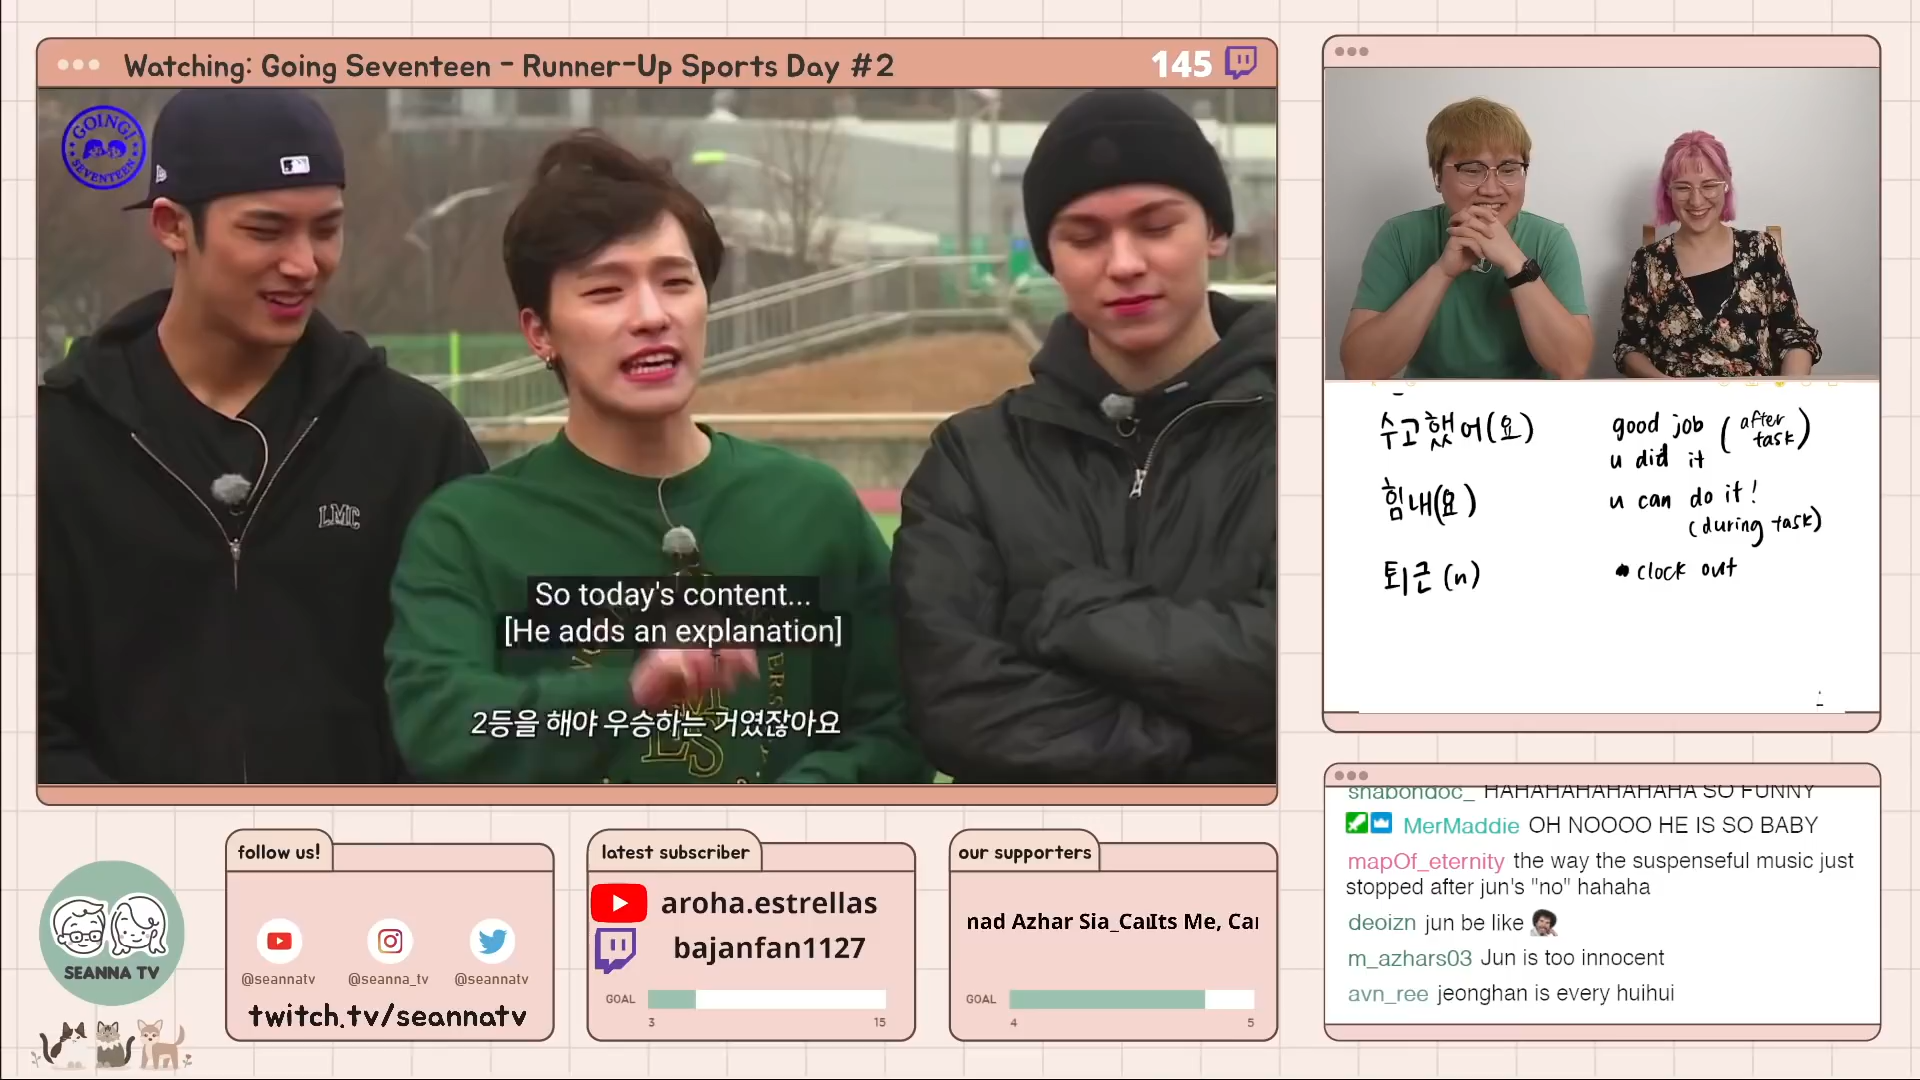 Watching: Going Seventeen - Runner-Up Sports Day #2
145
GOING!
SEVENTEEN
LMC
So today's content...
[He adds an explanation]
2등을 해야 우승하는 거였잖아요
수고했어(요)
good job (after task)
u did it
힘내(요)
u can do it!
(during task)
퇴근 (n)
clock out
shabondoc_ HAHAHAHAHAHAHA SO FUNNY
MerMaddie OH NOOOO HE IS SO BABY
mapOf_eternity the way the suspenseful music just
stopped after jun's "no" hahaha
deoizn jun be like
m_azhars03 Jun is too innocent
avn_ree jeonghan is every huihui
SEANNA TV
follow us!
@seannatv
@seanna_tv
@seannatv
twitch.tv/seannatv
latest subscriber
aroha.estrellas
bajanfan1127
GOAL
3
15
our supporters
nad Azhar Sia_Ca Its Me, Car
GOAL
4
5